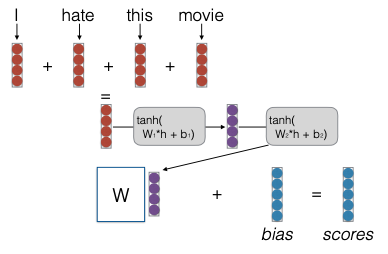 I hate this movie
+ + +
=
tanh( tanh(
W₁*h + b₁) W₂*h + b₂)
W + =
bias scores